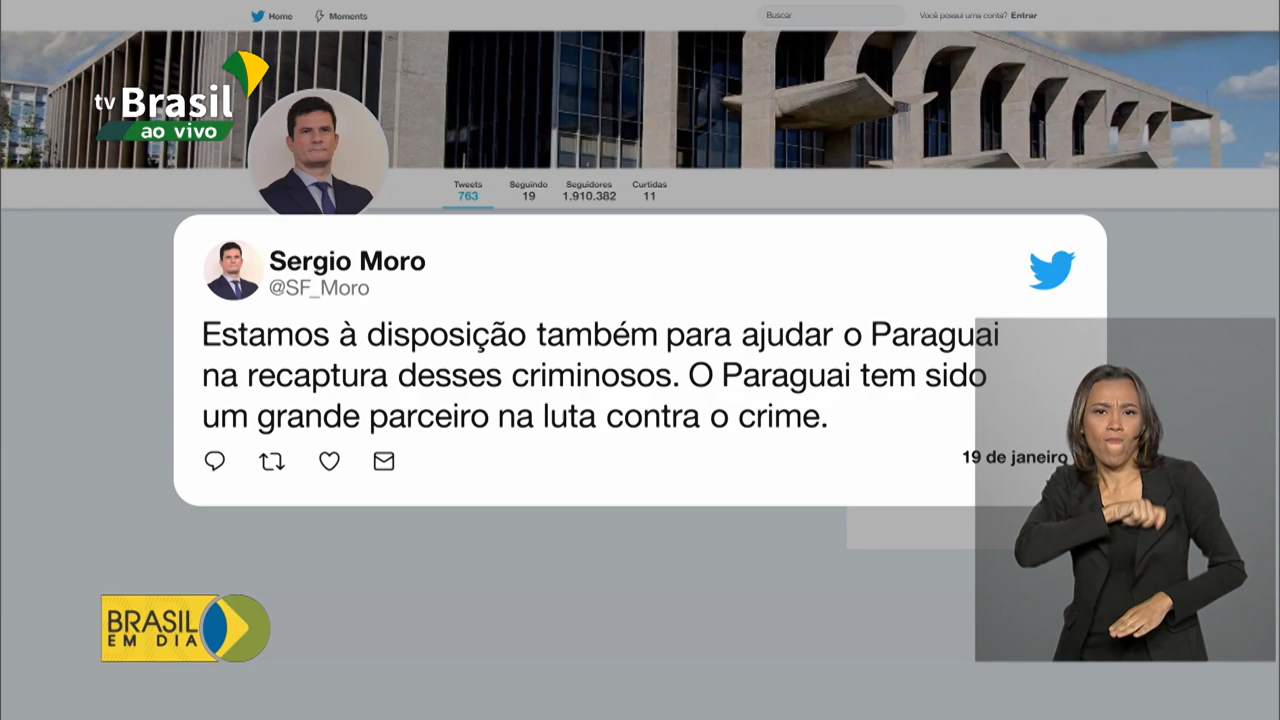 Home
Moments
Buscar
Você possui uma conta? Entrar
tv Brasil
ao vivo
Tweets
Seguindo
Seguidores
Curtidas
763
19
1.910.382
11
Sergio Moro
@SF_Moro
Estamos à disposição também para ajudar o Paraguai
na recaptura desses criminosos. O Paraguai tem sido
um grande parceiro na luta contra o crime.
19 de janeiro
BRASIL
EM DIA